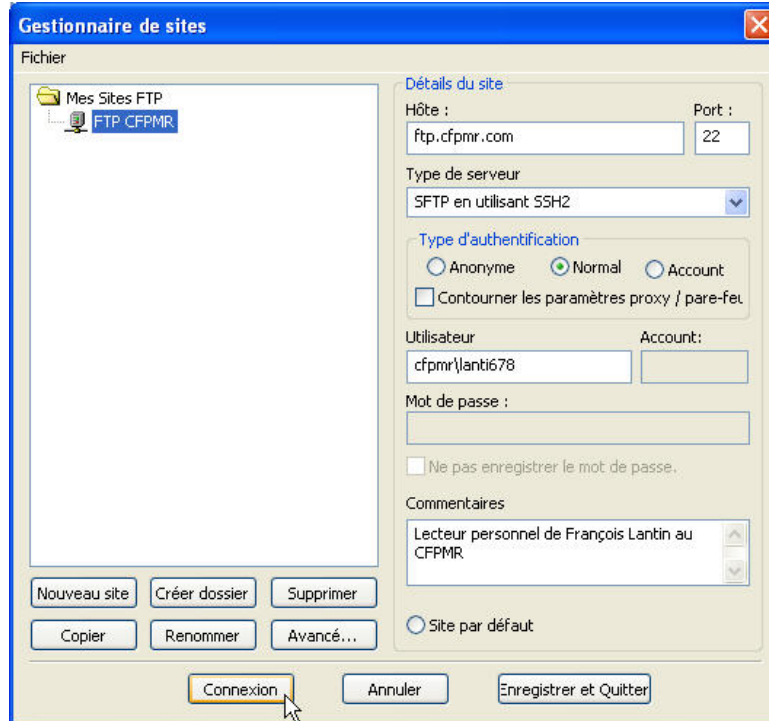 Gestionnaire de sites
Fichier
Mes Sites FTP
FTP CFPMR
Détails du site
Hôte :
Port :
ftp.cfpmr.com
22
Type de serveur
SFTP en utilisant SSH2
Type d'authentification
Anonyme
Normal
Account
Contourner les paramètres proxy / pare-feu
Utilisateur
Account:
cfpmr\lanti678
Mot de passe :
Ne pas enregistrer le mot de passe.
Commentaires
Lecteur personnel de François Lantin au
CFPMR
Nouveau site
Créer dossier
Supprimer
Copier
Renommer
Avancé...
Site par défaut
Connexion
Annuler
Enregistrer et Quitter